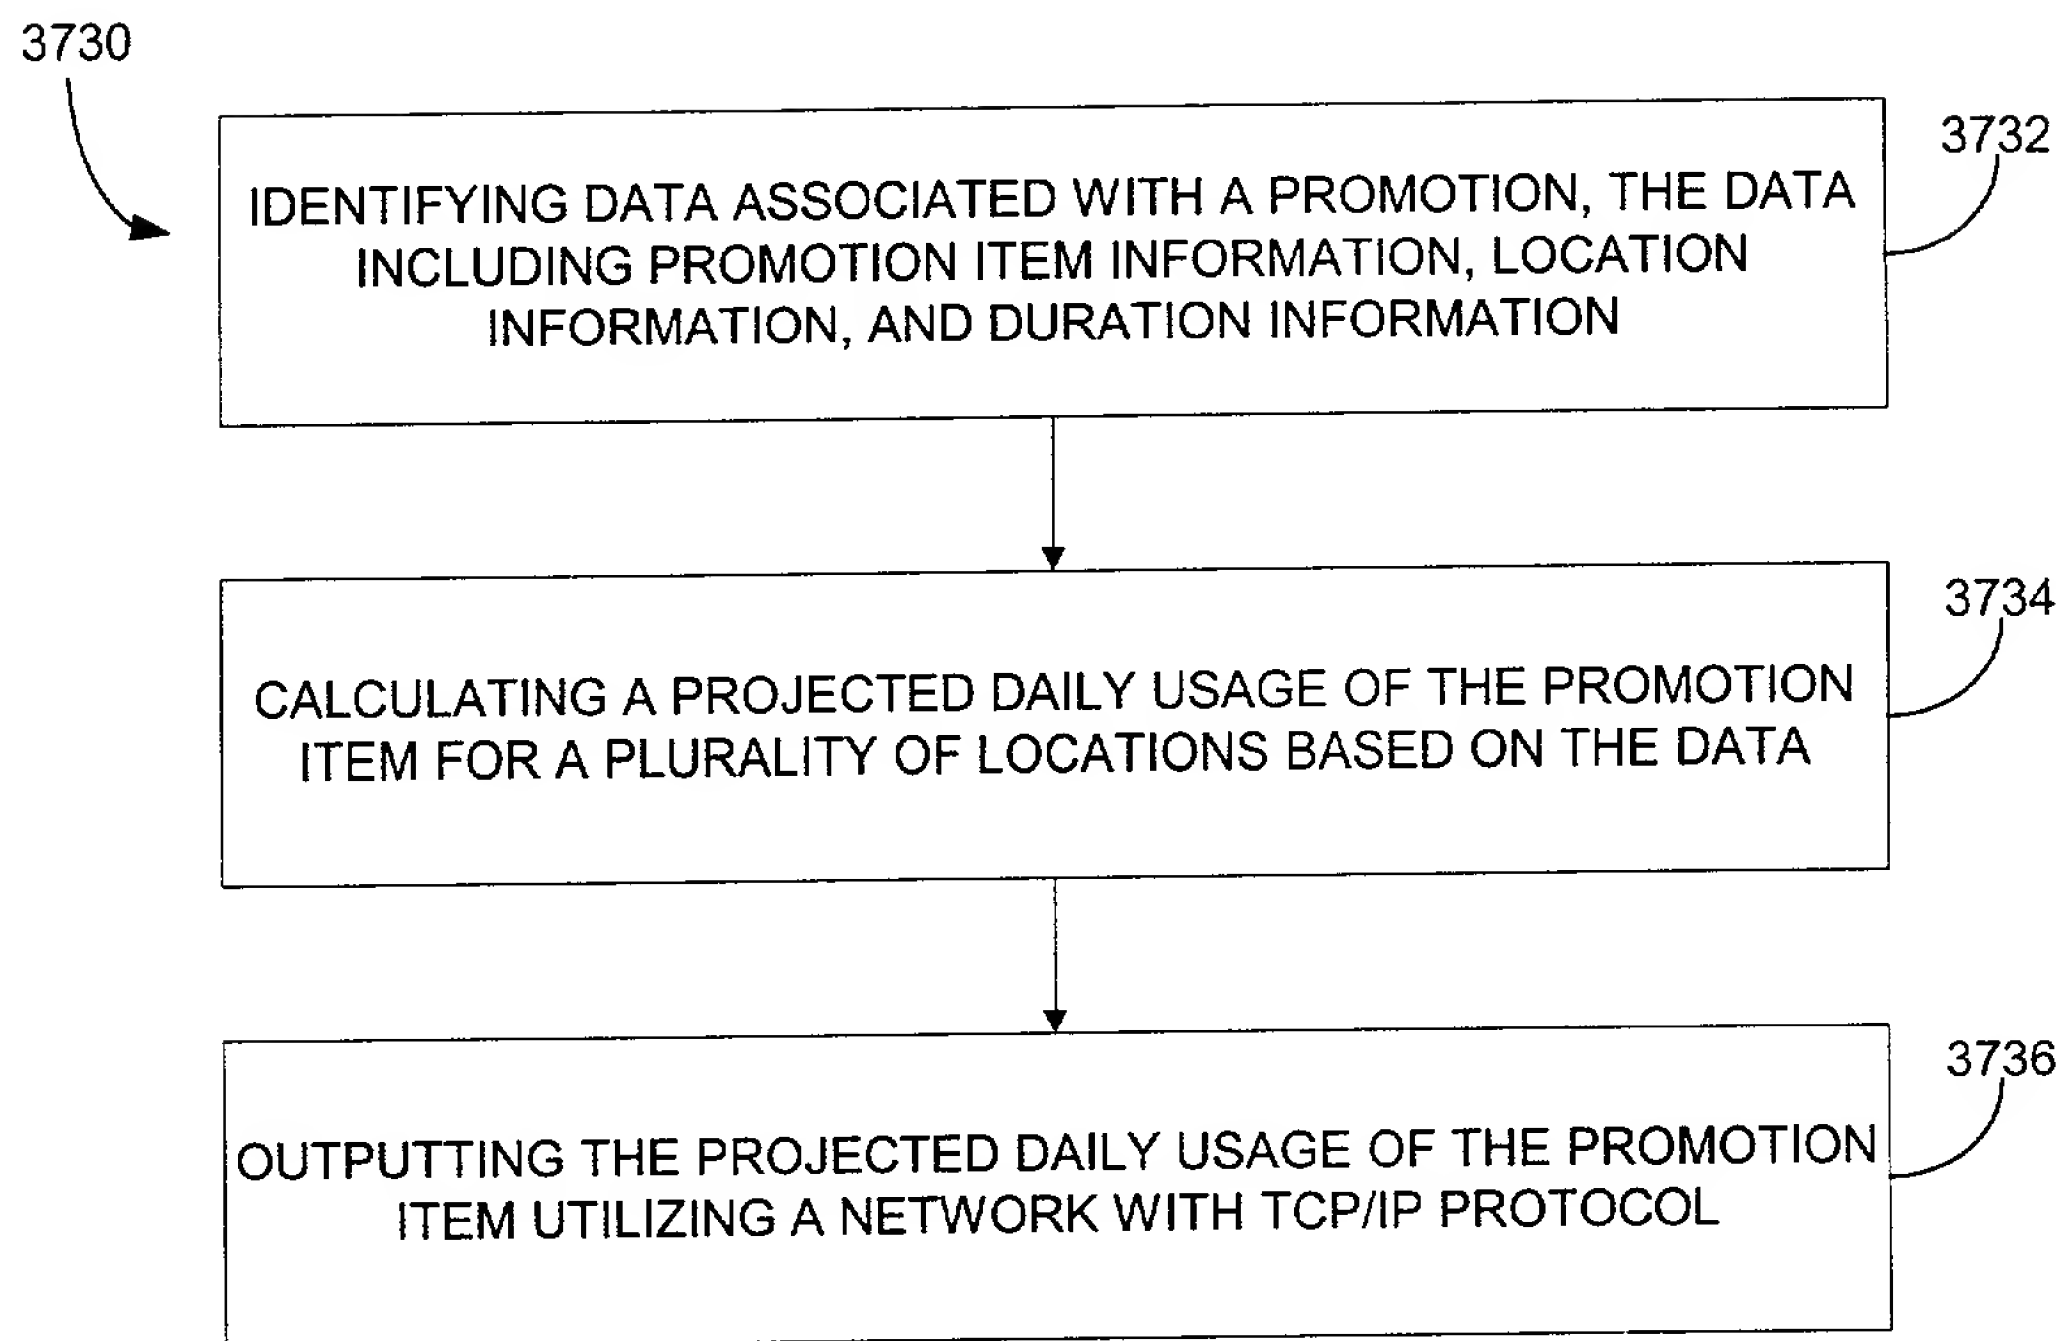 3730
3732
IDENTIFYING DATA ASSOCIATED WITH A PROMOTION, THE DATA
INCLUDING PROMOTION ITEM INFORMATION, LOCATION
INFORMATION, AND DURATION INFORMATION
3734
CALCULATING A PROJECTED DAILY USAGE OF THE PROMOTION
ITEM FOR A PLURALITY OF LOCATIONS BASED ON THE DATA
3736
OUTPUTTING THE PROJECTED DAILY USAGE OF THE PROMOTION
ITEM UTILIZING A NETWORK WITH TCP/IP PROTOCOL